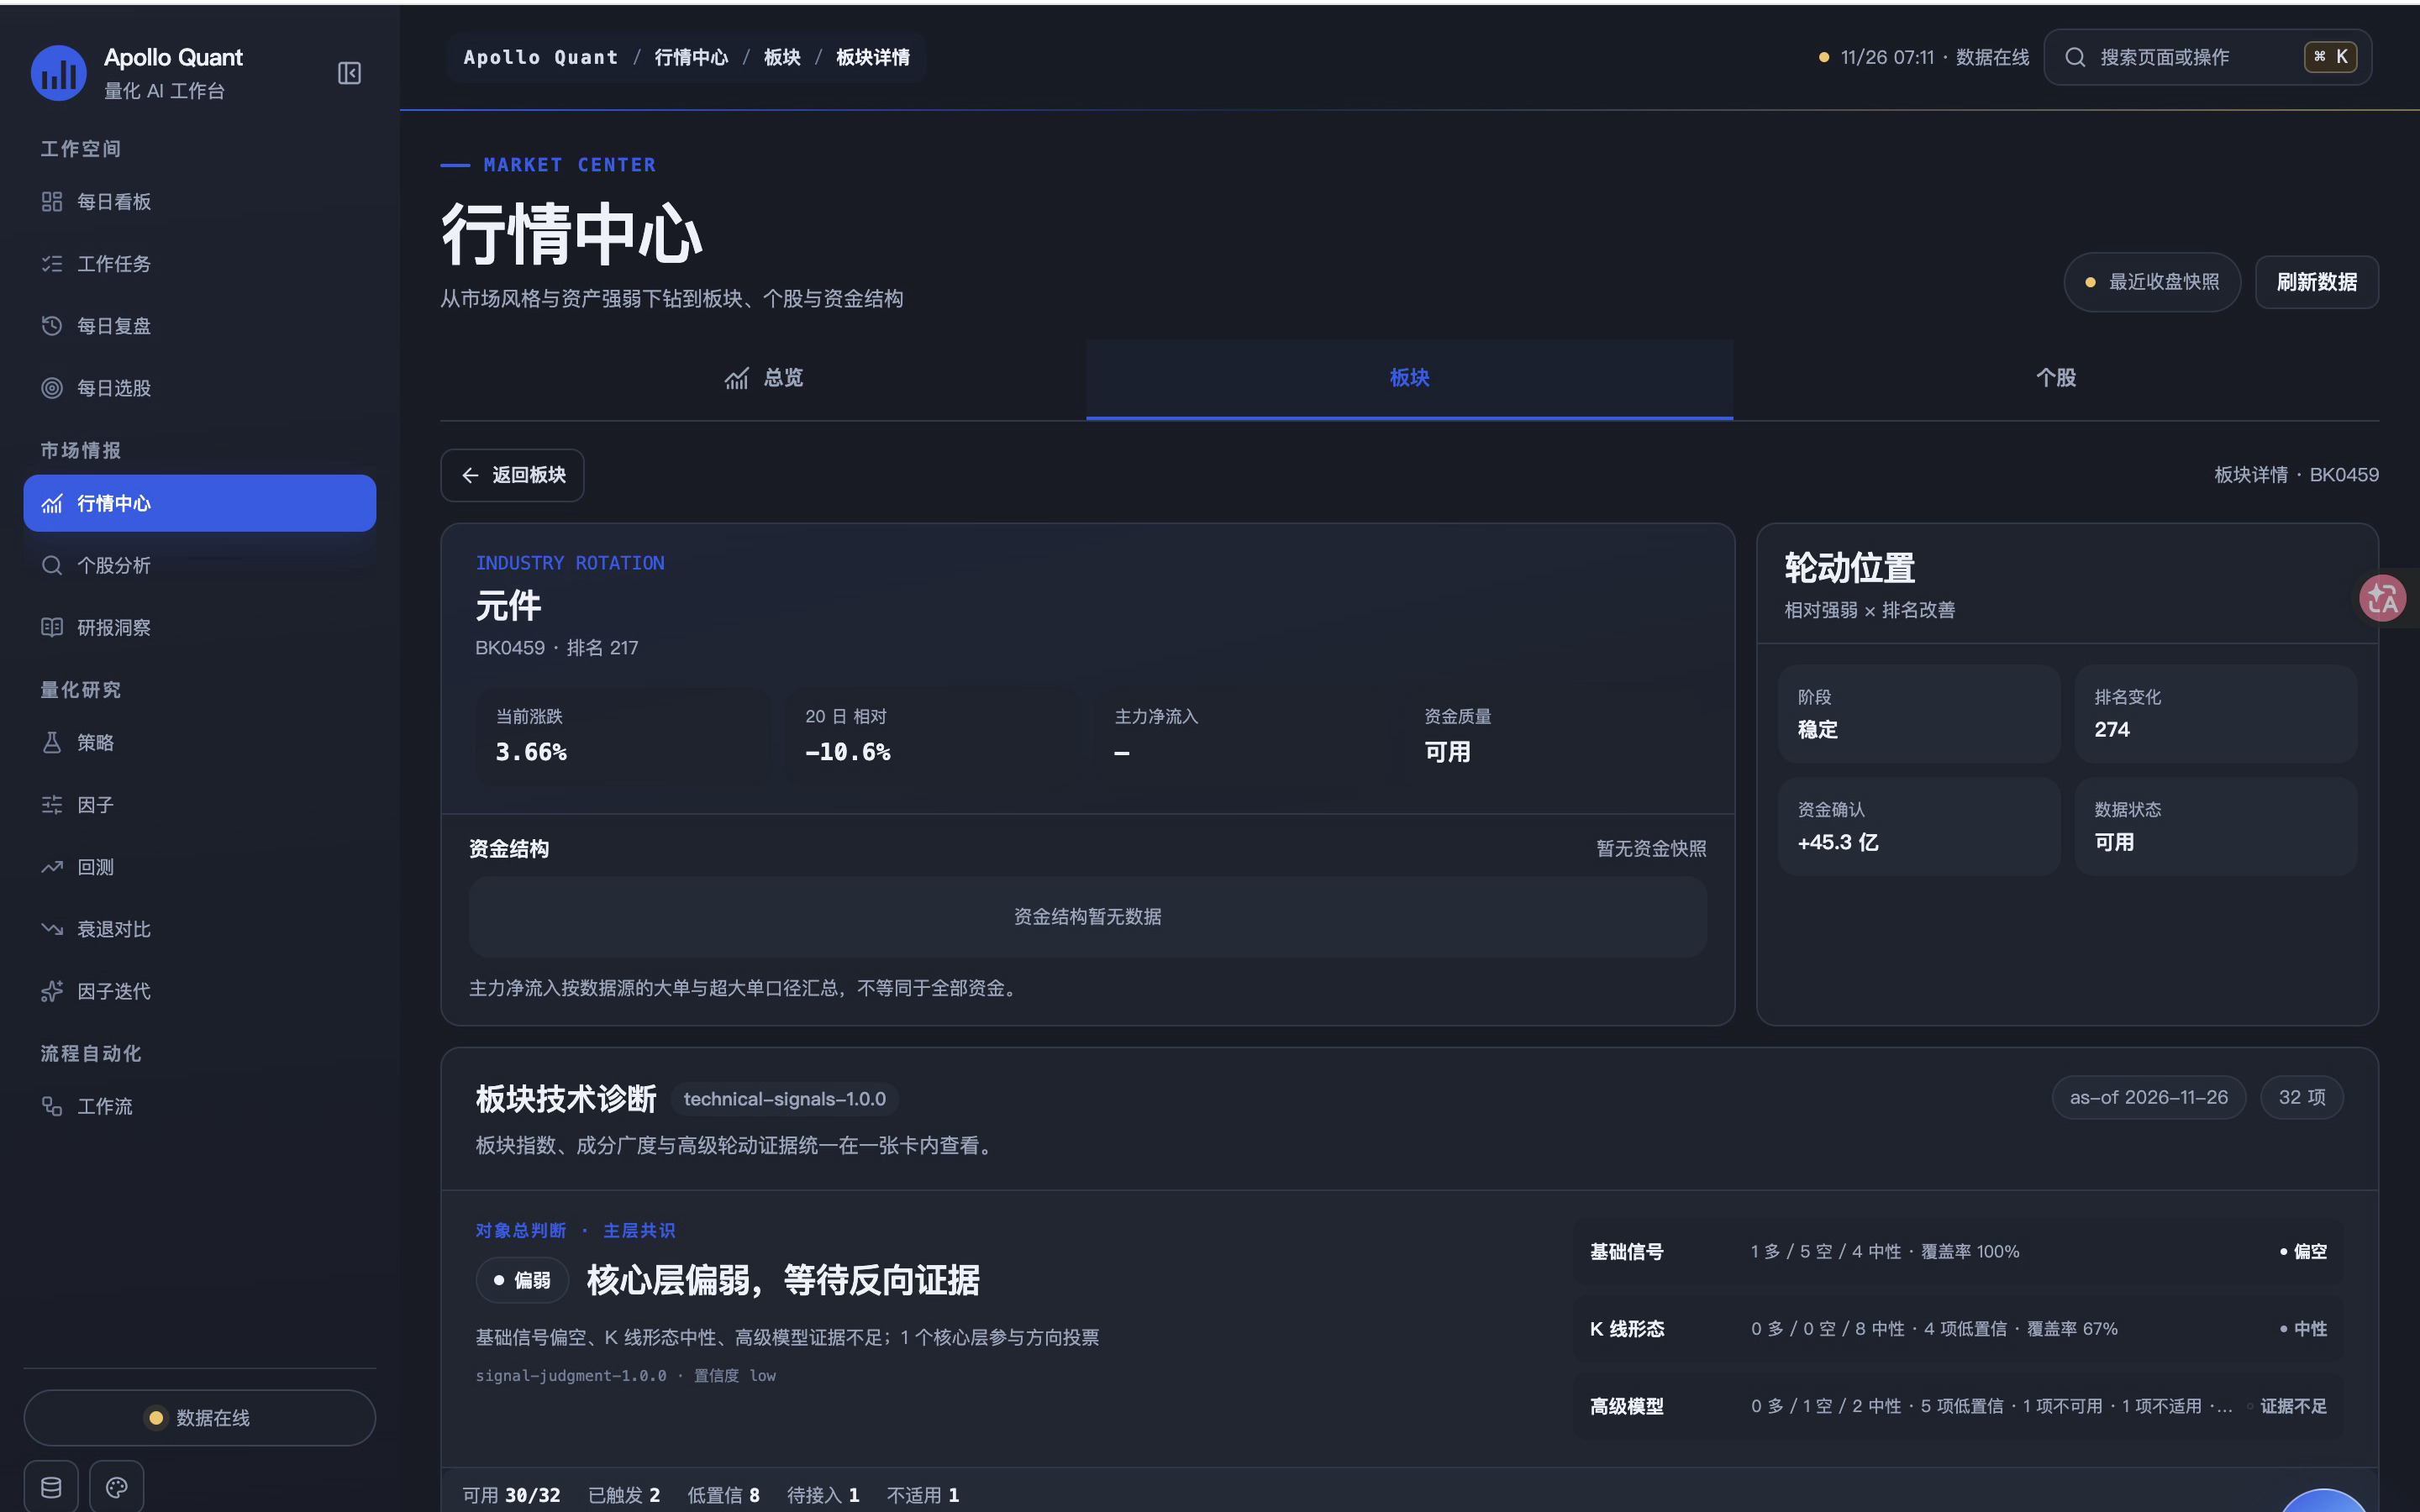 Apollo Quant
量化 AI 工作台
工作空间
每日看板
工作任务
每日复盘
每日选股
市场情报
行情中心
个股分析
研报洞察
量化研究
策略
因子
回测
衰退对比
因子迭代
流程自动化
工作流
数据在线
Apollo Quant / 行情中心 / 板块 / 板块详情
11/26 07:11 · 数据在线
搜索页面或操作
⌘ K
MARKET CENTER
行情中心
从市场风格与资产强弱下钻到板块、个股与资金结构
最近收盘快照
刷新数据
总览
板块
个股
返回板块
板块详情 · BK0459
INDUSTRY ROTATION
元件
BK0459 · 排名 217
当前涨跌
3.66%
20 日 相对
-10.6%
主力净流入
—
资金质量
可用
资金结构
暂无资金快照
资金结构暂无数据
主力净流入按数据源的大单与超大单口径汇总，不等同于全部资金。
轮动位置
相对强弱 × 排名改善
阶段
稳定
排名变化
274
资金确认
+45.3 亿
数据状态
可用
板块技术诊断
technical-signals-1.0.0
as-of 2026-11-26
32 项
板块指数、成分广度与高级轮动证据统一在一张卡内查看。
对象总判断 · 主层共识
偏弱
核心层偏弱，等待反向证据
基础信号偏空、K 线形态中性、高级模型证据不足；1 个核心层参与方向投票
signal-judgment-1.0.0 · 置信度 low
基础信号
1 多 / 5 空 / 4 中性 · 覆盖率 100%
偏空
K 线形态
0 多 / 0 空 / 8 中性 · 4 项低置信 · 覆盖率 67%
中性
高级模型
0 多 / 1 空 / 2 中性 · 5 项低置信 · 1 项不可用 · 1 项不适用 ·...
证据不足
可用 30/32
已触发 2
低置信 8
待接入 1
不适用 1